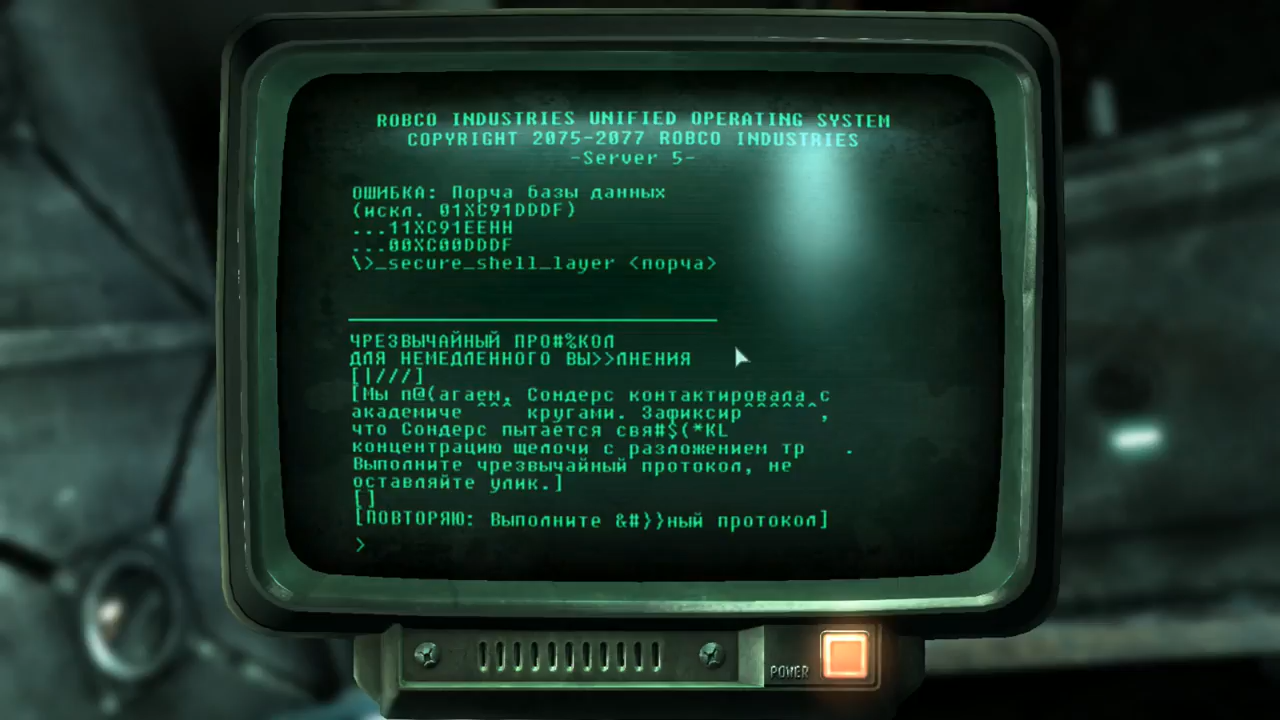 ROBCO INDUSTRIES UNIFIED OPERATING SYSTEM
COPYRIGHT 2075-2077 ROBCO INDUSTRIES
-Server 5-
ОШИБКА: Порча базы данных
(искл. 01XC91DDDF)
...11XC91EEHH
...00XC00DDDF
\>_secure_shell_layer <порча>
ЧРЕЗВЫЧАЙНЫЙ ПРО#%КОЛ
ДЛЯ НЕМЕДЛЕННОГО ВЫ>>ЛНЕНИЯ
[|///]
[Мы п@(агаем, Сондерс контактировала с
академиче ^^^ кругами. Зафиксир^^^^^^,
что Сондерс пытается свя#$(*KL
концентрацию щелочи с разложением тр .
Выполните чрезвычайный протокол, не
оставляйте улик.]
[]
[ПОВТОРЯЮ: Выполните &#}}ный протокол]
>
POWER